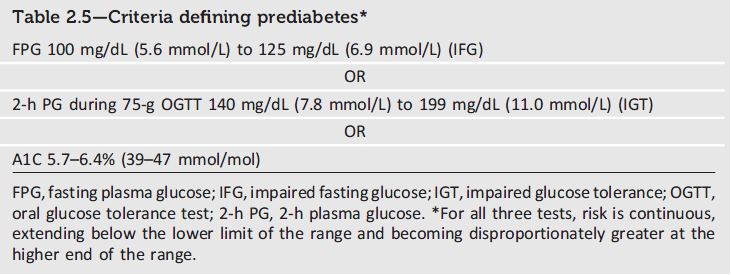 Table 2.5—Criteria defining prediabetes*
FPG 100 mg/dL (5.6 mmol/L) to 125 mg/dL (6.9 mmol/L) (IFG)
OR
2-h PG during 75-g OGTT 140 mg/dL (7.8 mmol/L) to 199 mg/dL (11.0 mmol/L) (IGT)
OR
A1C 5.7–6.4% (39–47 mmol/mol)
FPG, fasting plasma glucose; IFG, impaired fasting glucose; IGT, impaired glucose tolerance; OGTT,
oral glucose tolerance test; 2-h PG, 2-h plasma glucose. *For all three tests, risk is continuous,
extending below the lower limit of the range and becoming disproportionately greater at the
higher end of the range.